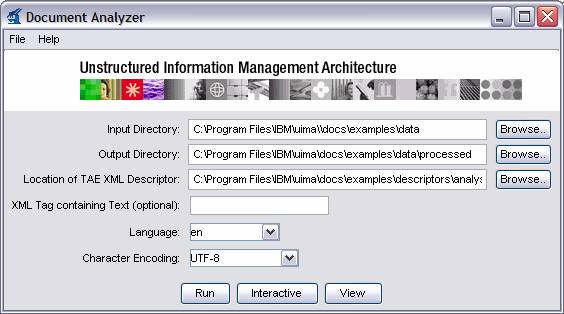 Document Analyzer
File Help
Unstructured Information Management Architecture
Input Directory: C:\Program Files\IBM\uima\\docs\examples\data Browse..
Output Directory: C:\Program Files\IBM\uima\docs\examples\data\processed Browse..
Location of TAE XML Descriptor: C:\Program Files\IBM\uima\docs\examples\descriptors\analys Browse..
XML Tag containing Text (optional):
Language: en
Character Encoding: UTF-8
Run Interactive View